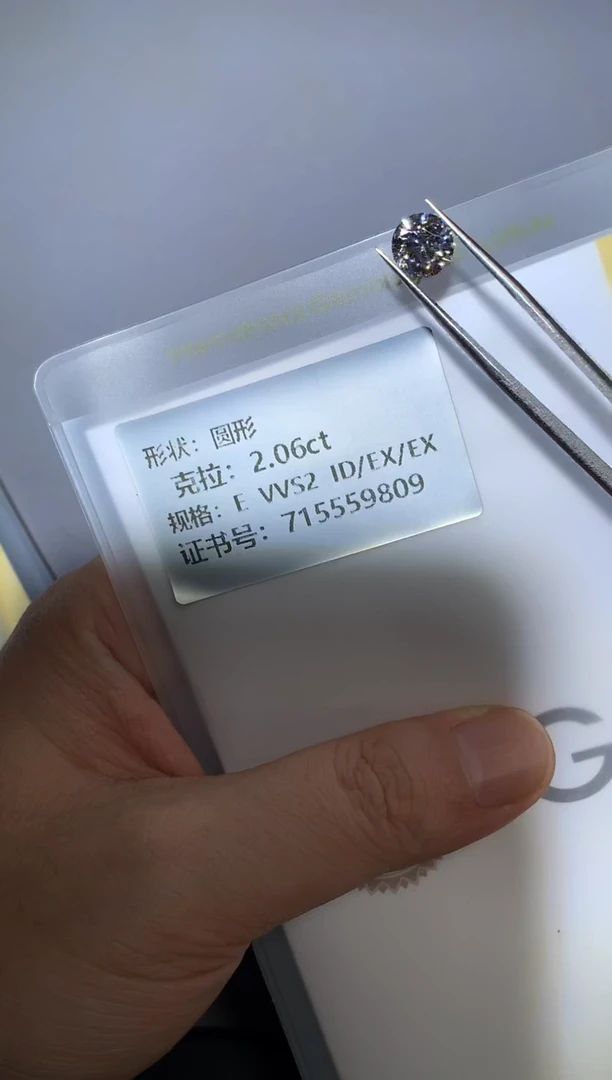 形状：圆形
克拉：2.06ct
规格：E VVS2 ID/EX/EX
证书号：715559809
G